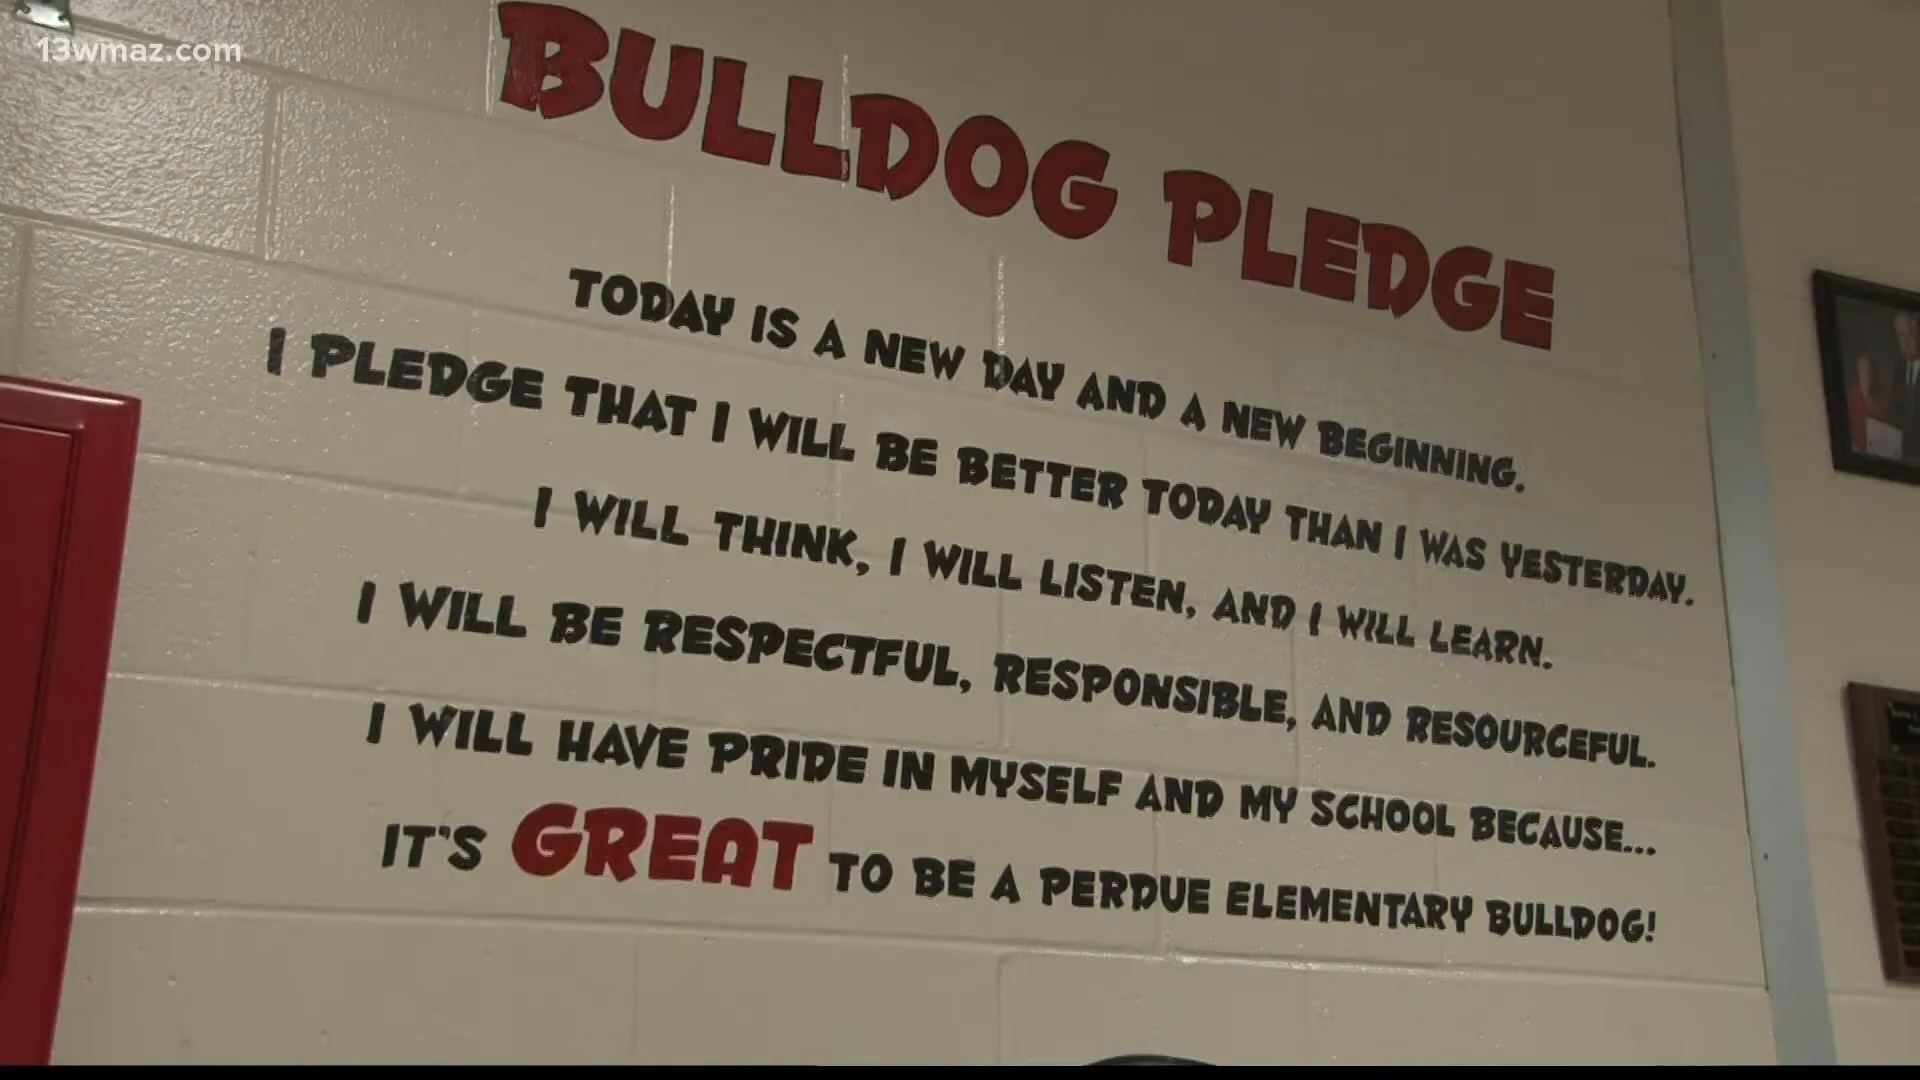 13wmaz.com
BULLDOG PLEDGE
TODAY IS A NEW DAY AND A NEW BEGINNING.
I PLEDGE THAT I WILL BE BETTER TODAY THAN I WAS YESTERDAY.
I WILL THINK, I WILL LISTEN, AND I WILL LEARN.
I WILL BE RESPECTFUL, RESPONSIBLE, AND RESOURCEFUL.
I WILL HAVE PRIDE IN MYSELF AND MY SCHOOL BECAUSE...
IT'S GREAT TO BE A PERDUE ELEMENTARY BULLDOG!